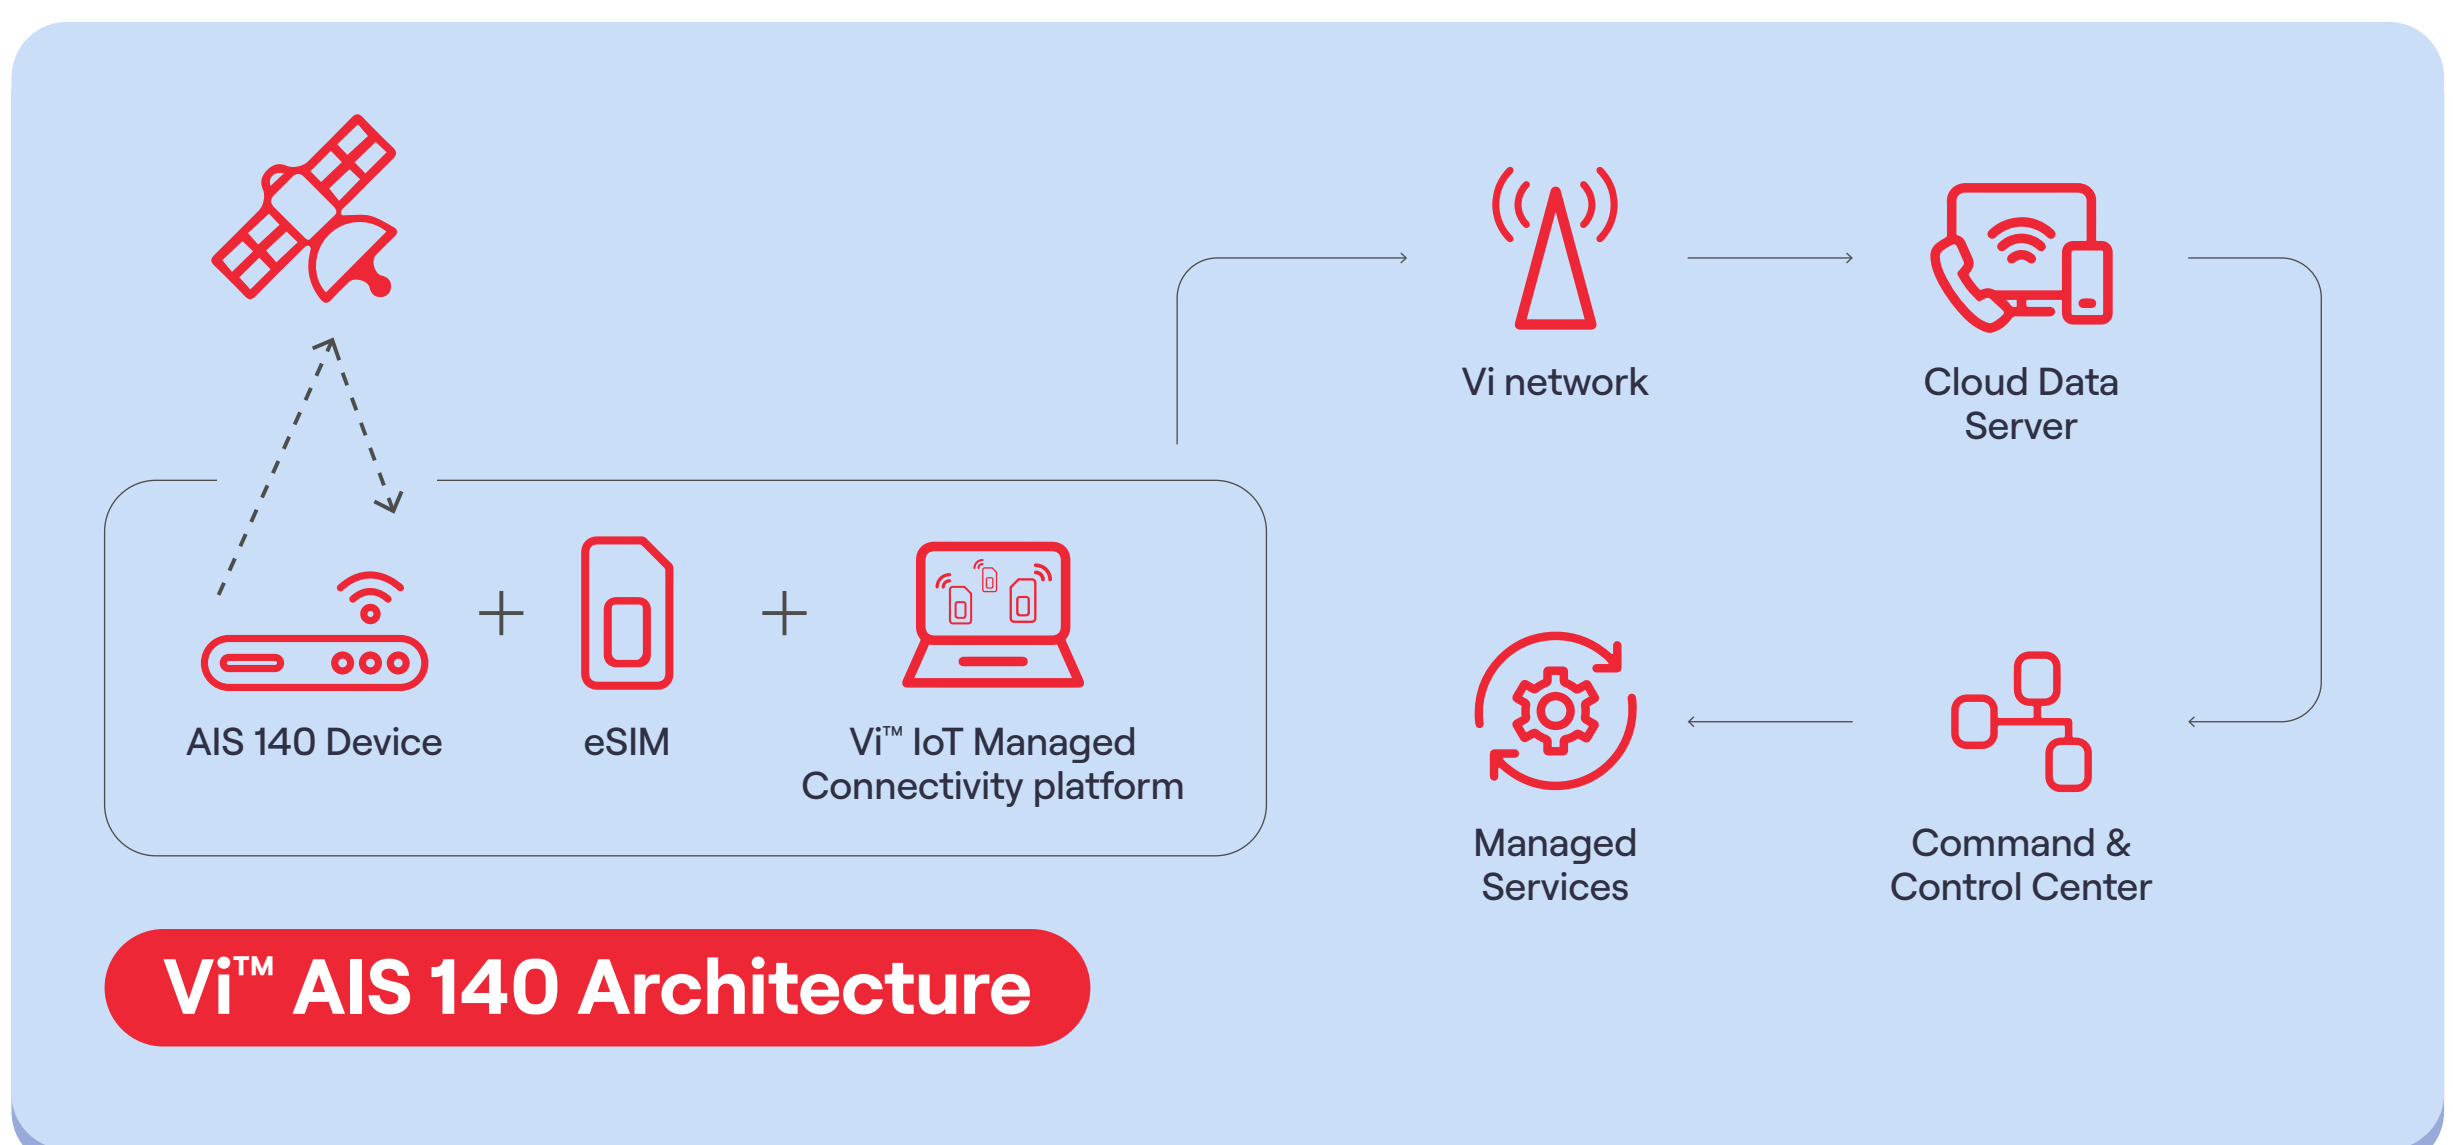 Vi network
Cloud Data
Server
AIS 140 Device
eSIM
Vi™ IoT Managed
Connectivity platform
Managed
Services
Command &
Control Center
Vi™ AIS 140 Architecture